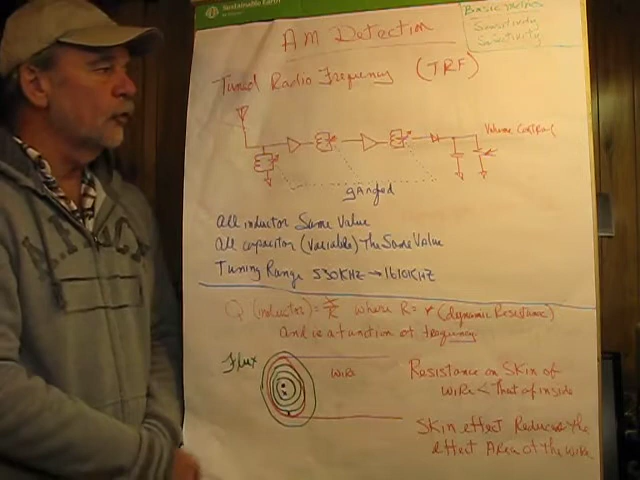 Sustainable Earth
Basic Radios
Sensitivity
Selectivity
AM Detection
Tuned Radio Frequency (TRF)
Volume Control
ganged
All inductor Same Value
All capacitor (Variable) The Same Value
Tuning Range 530KHz → 1610KHz
Q (inductor) = X/R where R = r (dynamic Resistance)
and is a function of frequency.
Flux
wire
Resistance on Skin of
wire < That of inside
Skin effect Reduces the
effect Area of the wire